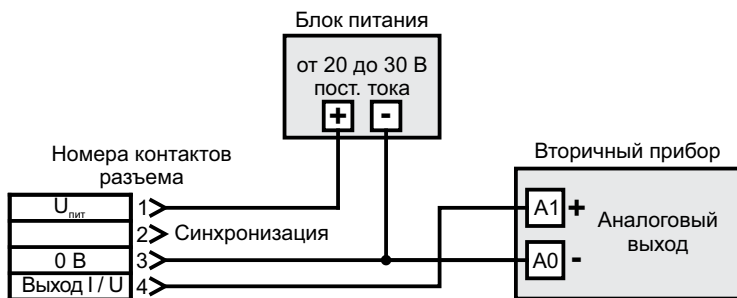 Блок питания
от 20 до 30 В
пост. тока
+ -
Номера контактов
разъема
Вторичный прибор
Uпит 1
2 Синхронизация
0 В 3
Выход I / U 4
A1 +
Аналоговый
выход
A0 -